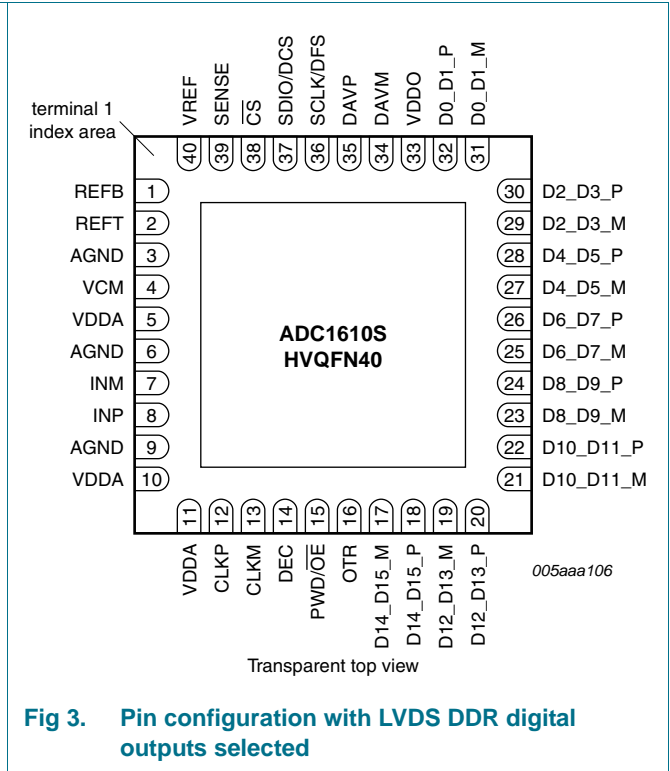 VREF
SENSE
CS
SDIO/DCS
SCLK/DFS
DAVP
DAVM
VDDO
D0_D1_P
D0_D1_M
terminal 1
index area
40
39
38
37
36
35
34
33
32
31
REFB 1
REFT 2
AGND 3
VCM 4
VDDA 5
AGND 6
INM 7
INP 8
AGND 9
VDDA 10
ADC1610S
HVQFN40
30 D2_D3_P
29 D2_D3_M
28 D4_D5_P
27 D4_D5_M
26 D6_D7_P
25 D6_D7_M
24 D8_D9_P
23 D8_D9_M
22 D10_D11_P
21 D10_D11_M
11
12
13
14
15
16
17
18
19
20
VDDA
CLKP
CLKM
DEC
PWD/OE
OTR
D14_D15_M
D14_D15_P
D12_D13_M
D12_D13_P
005aaa106
Transparent top view
Fig 3. Pin configuration with LVDS DDR digital
outputs selected